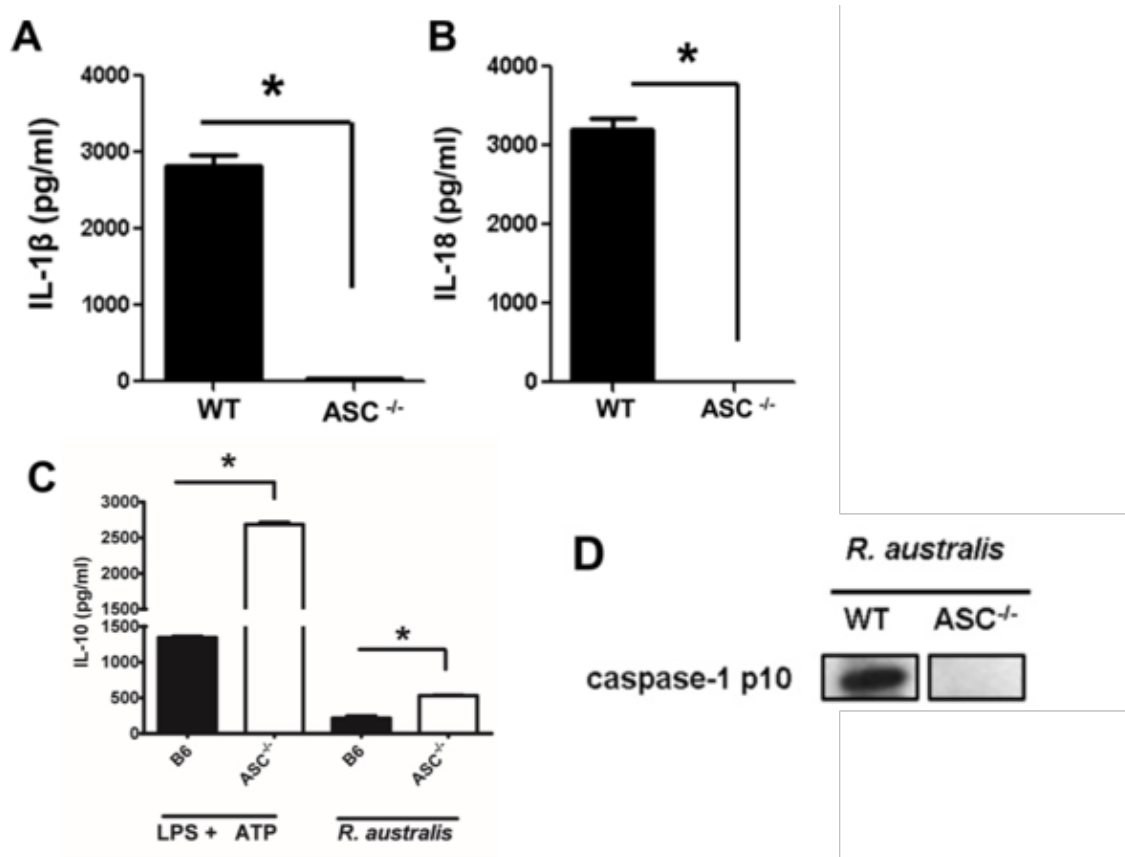 A
4000
3000
2000
1000
0
IL-1β (pg/ml)
*
WT
ASC -/-
B
4000
3000
2000
1000
0
IL-18 (pg/ml)
*
WT
ASC -/-
C
3000
2500
2000
1500
1500
1000
500
0
IL-10 (pg/ml)
*
*
B6
ASC-/-
B6
ASC-/-
LPS + ATP
R. australis
D
R. australis
WT ASC-/-
caspase-1 p10